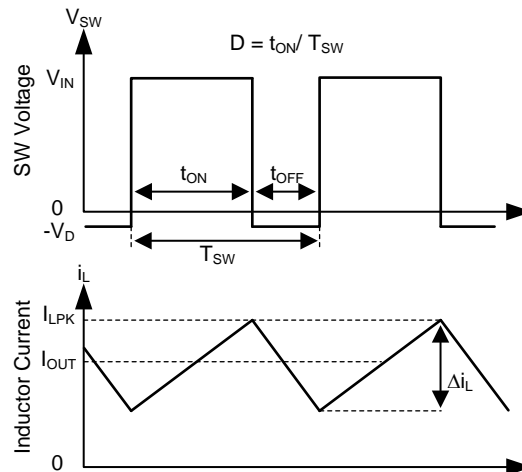 V_SW
D = t_ON/ T_SW
V_IN
SW Voltage
t_ON
t_OFF
0
-V_D
T_SW
i_L
I_LPK
I_OUT
Inductor Current
Δi_L
0